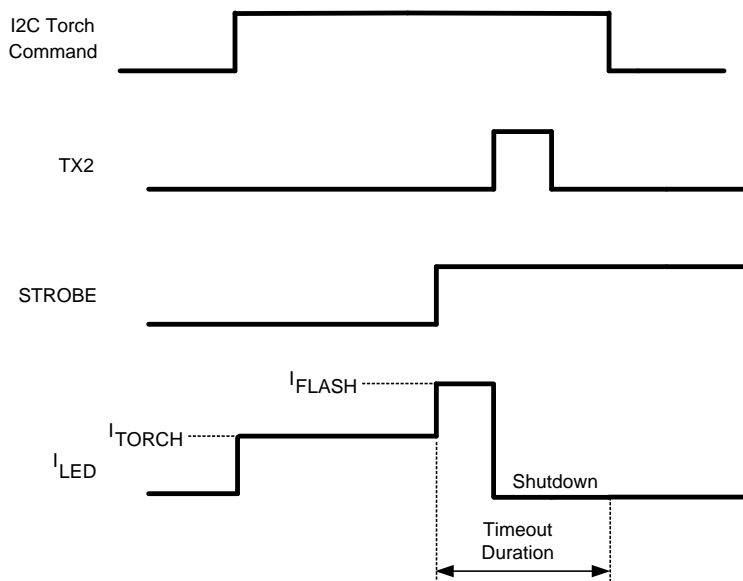 I2C Torch
Command
TX2
STROBE
IFLASH
ITORCH
ILED
Shutdown
Timeout
Duration